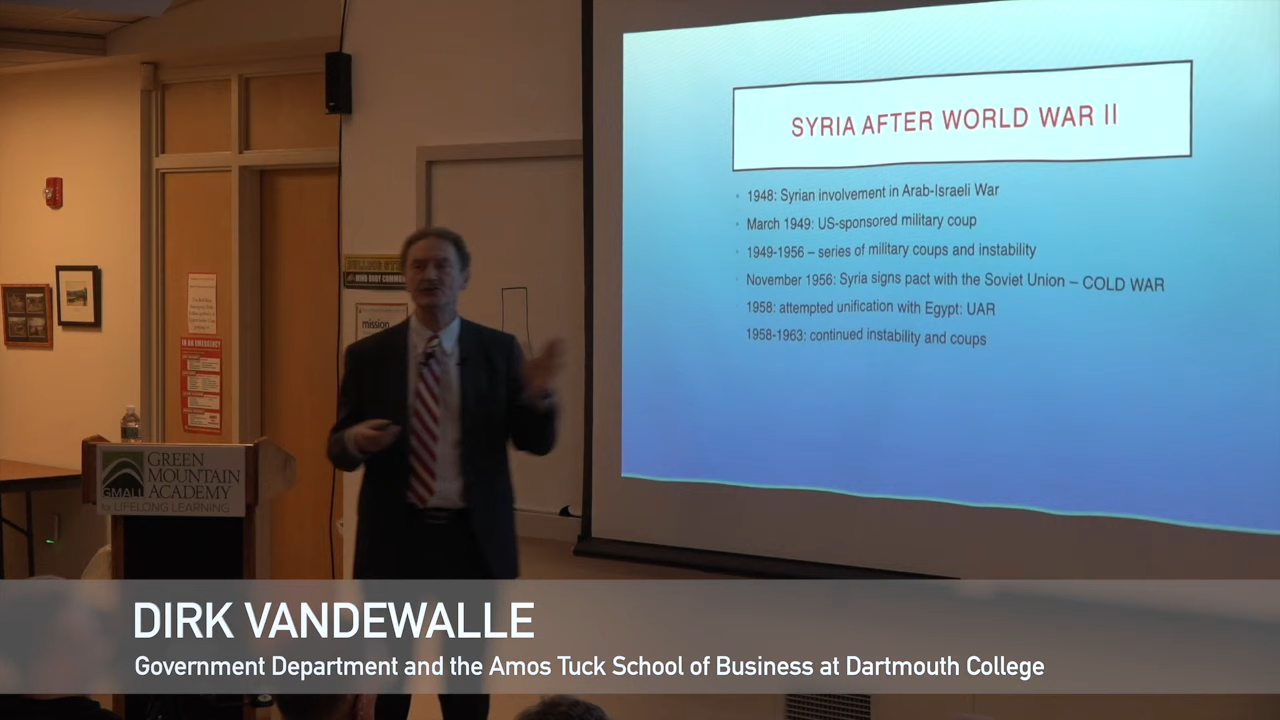 SYRIA AFTER WORLD WAR II
• 1948: Syrian involvement in Arab-Israeli War
• March 1949: US-sponsored military coup
• 1949-1956 – series of military coups and instability
• November 1956: Syria signs pact with the Soviet Union – COLD WAR
1958: attempted unification with Egypt: UAR
1958-1963: continued instability and coups
mission
IN AN EMERGENCY
GMALL
GREEN
MOUNTAIN
ACADEMY
for LIFELONG LEARNING
DIRK VANDEWALLE
Government Department and the Amos Tuck School of Business at Dartmouth College